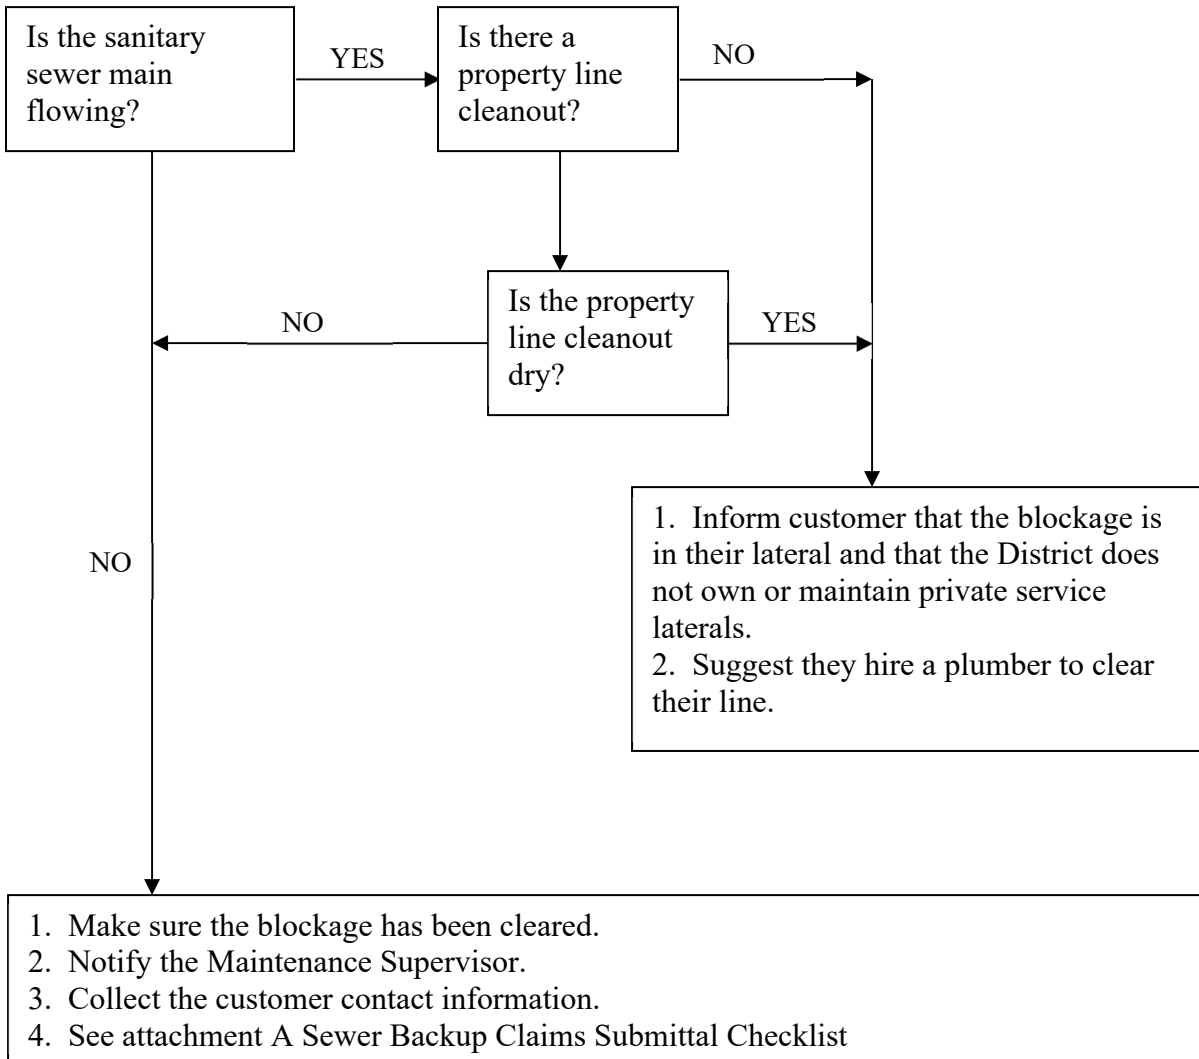 Is the sanitary
sewer main
flowing?
YES
Is there a
property line
cleanout?
NO
Is the property
line cleanout
dry?
NO
YES
1. Inform customer that the blockage is
in their lateral and that the District does
not own or maintain private service
laterals.
2. Suggest they hire a plumber to clear
their line.
NO
1. Make sure the blockage has been cleared.
2. Notify the Maintenance Supervisor.
3. Collect the customer contact information.
4. See attachment A Sewer Backup Claims Submittal Checklist